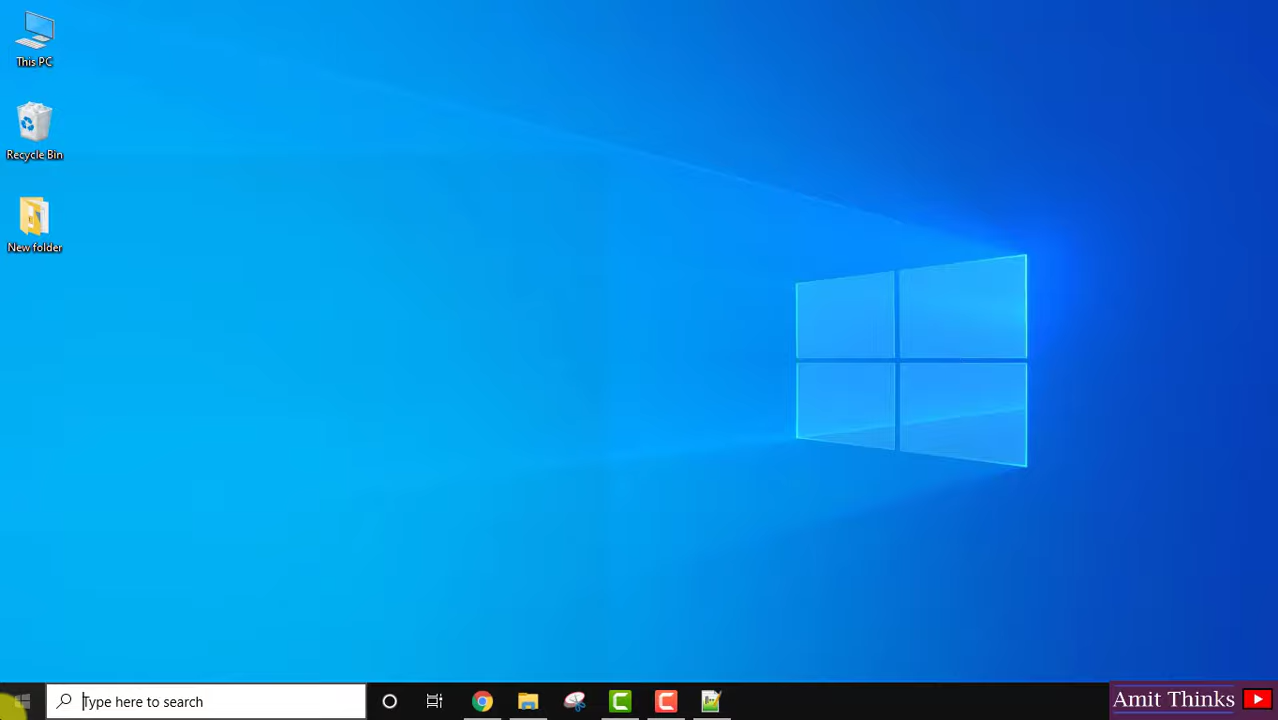 This PC
Recycle Bin
New folder
Type here to search
Amit Thinks